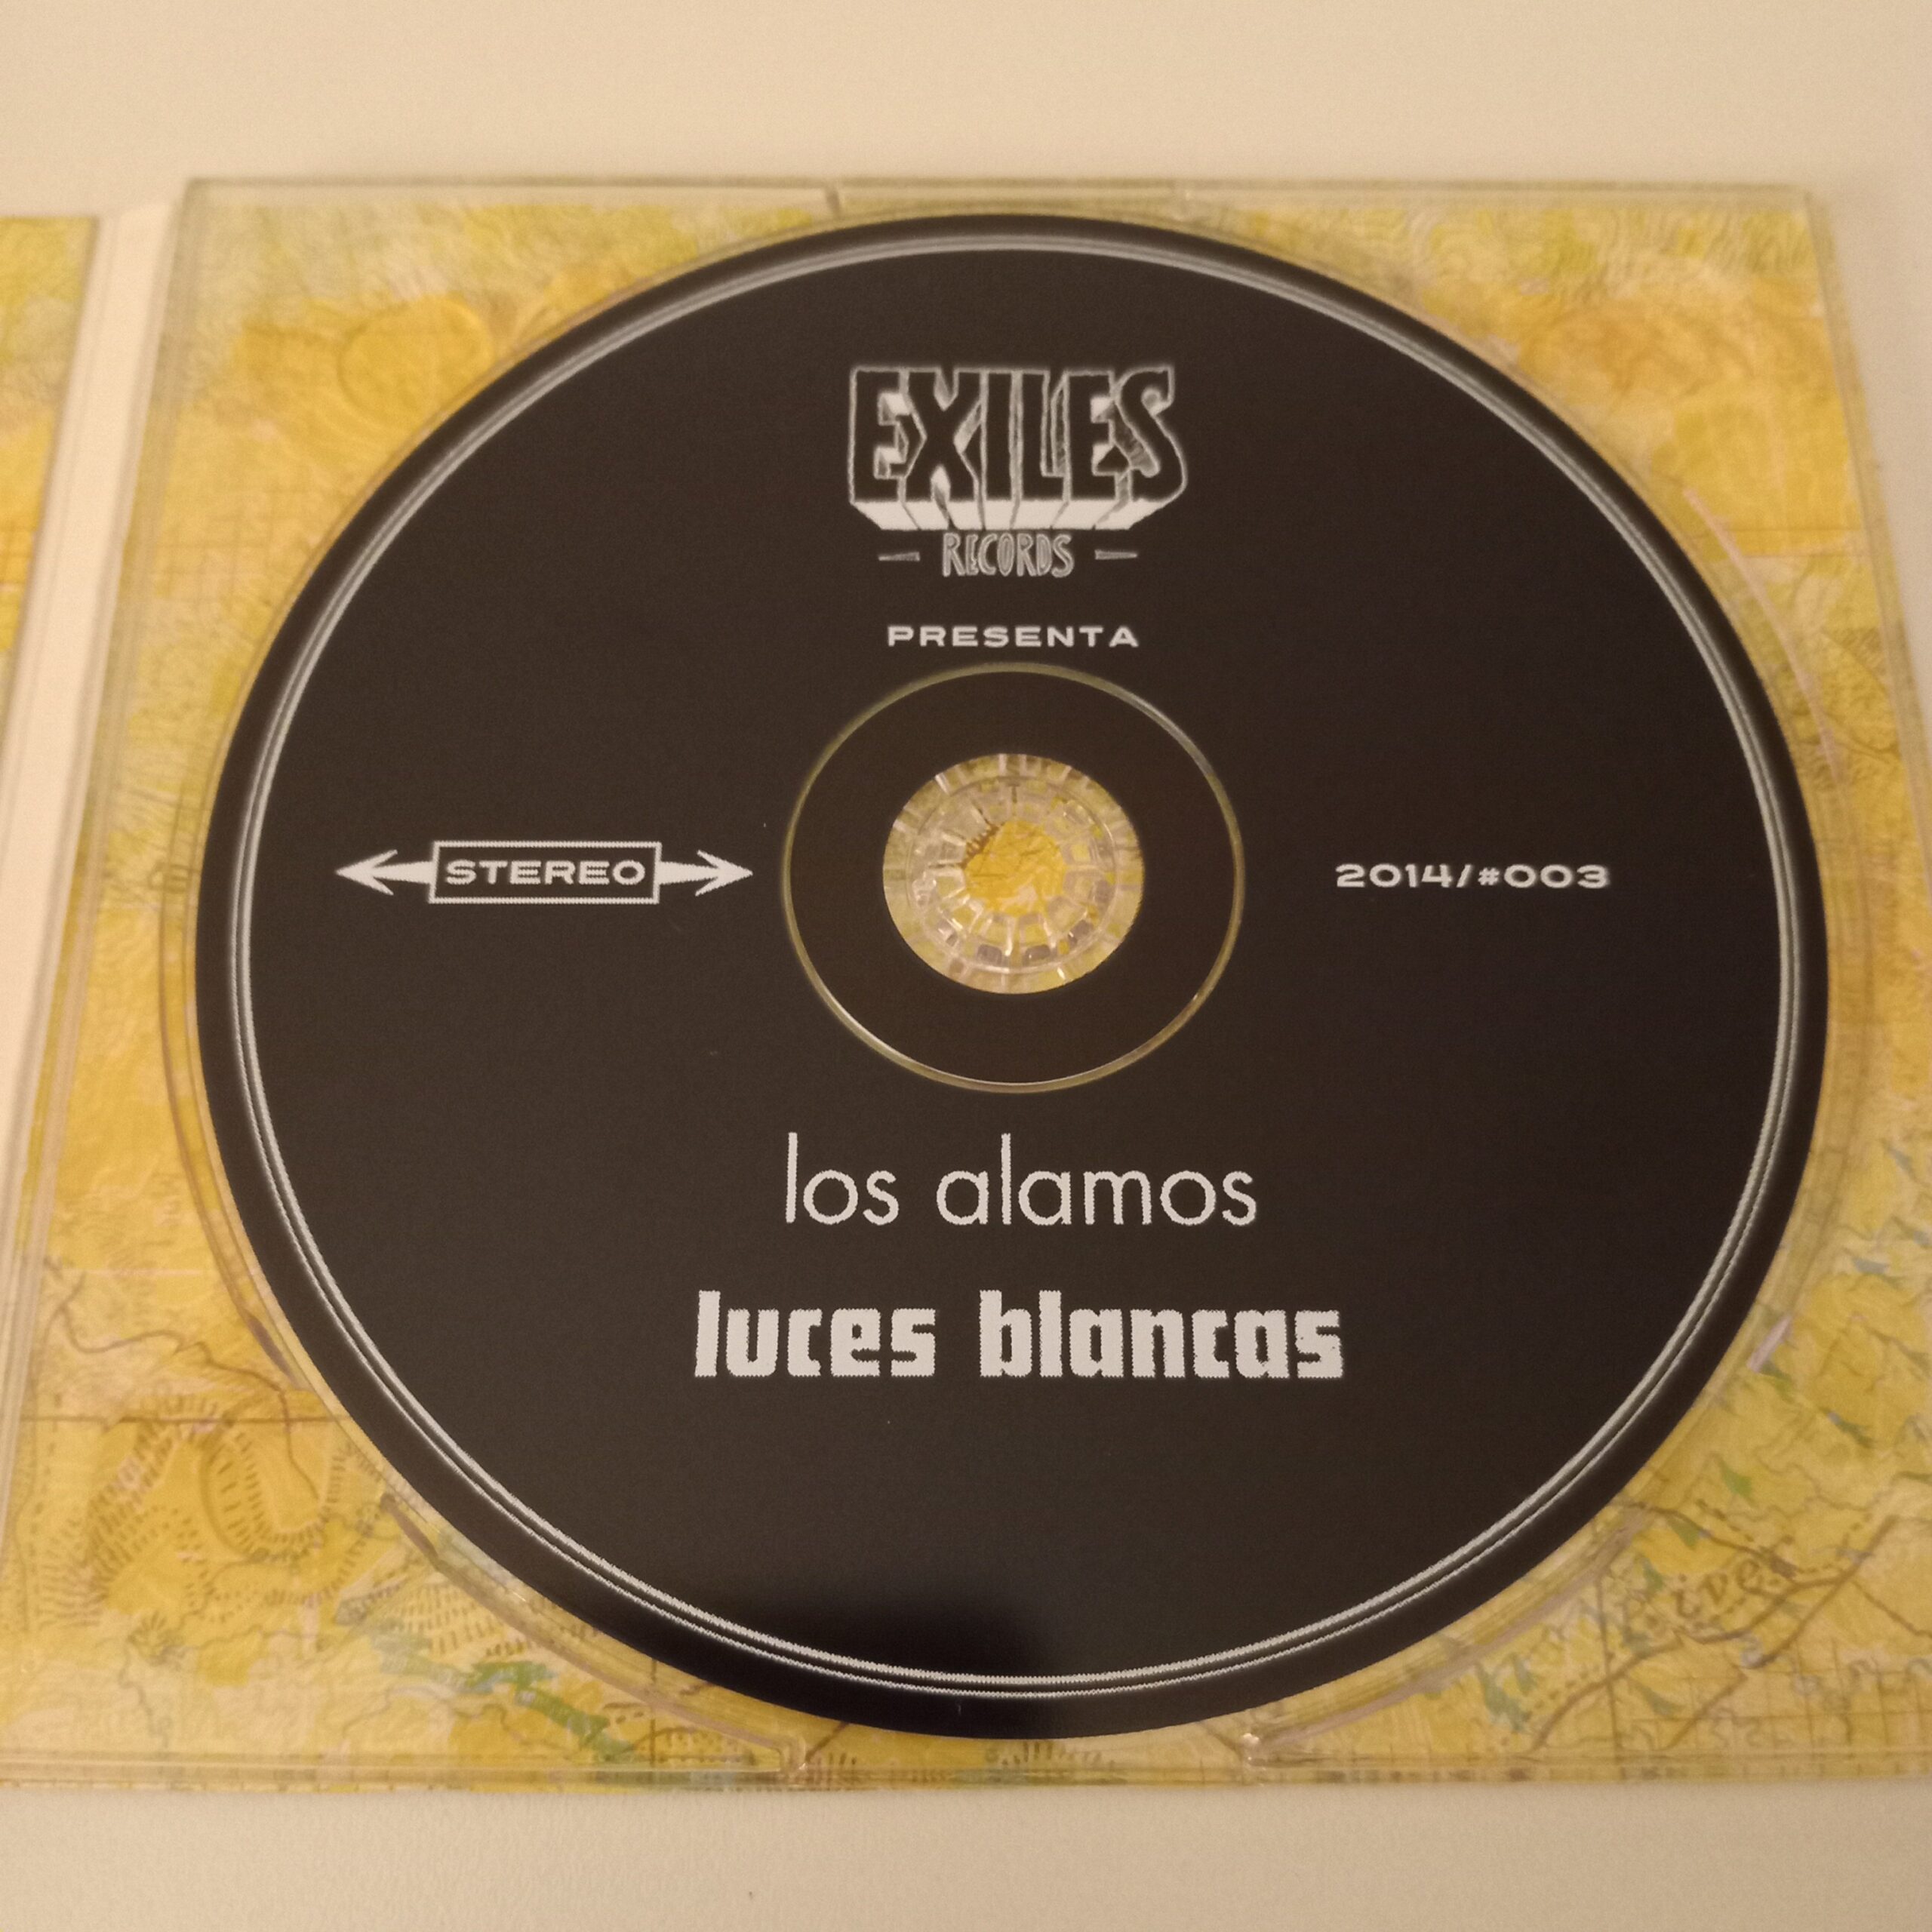 EXILES
RECORDS
PRESENTA
STEREO
2014/#003
los alamos
luces blancas